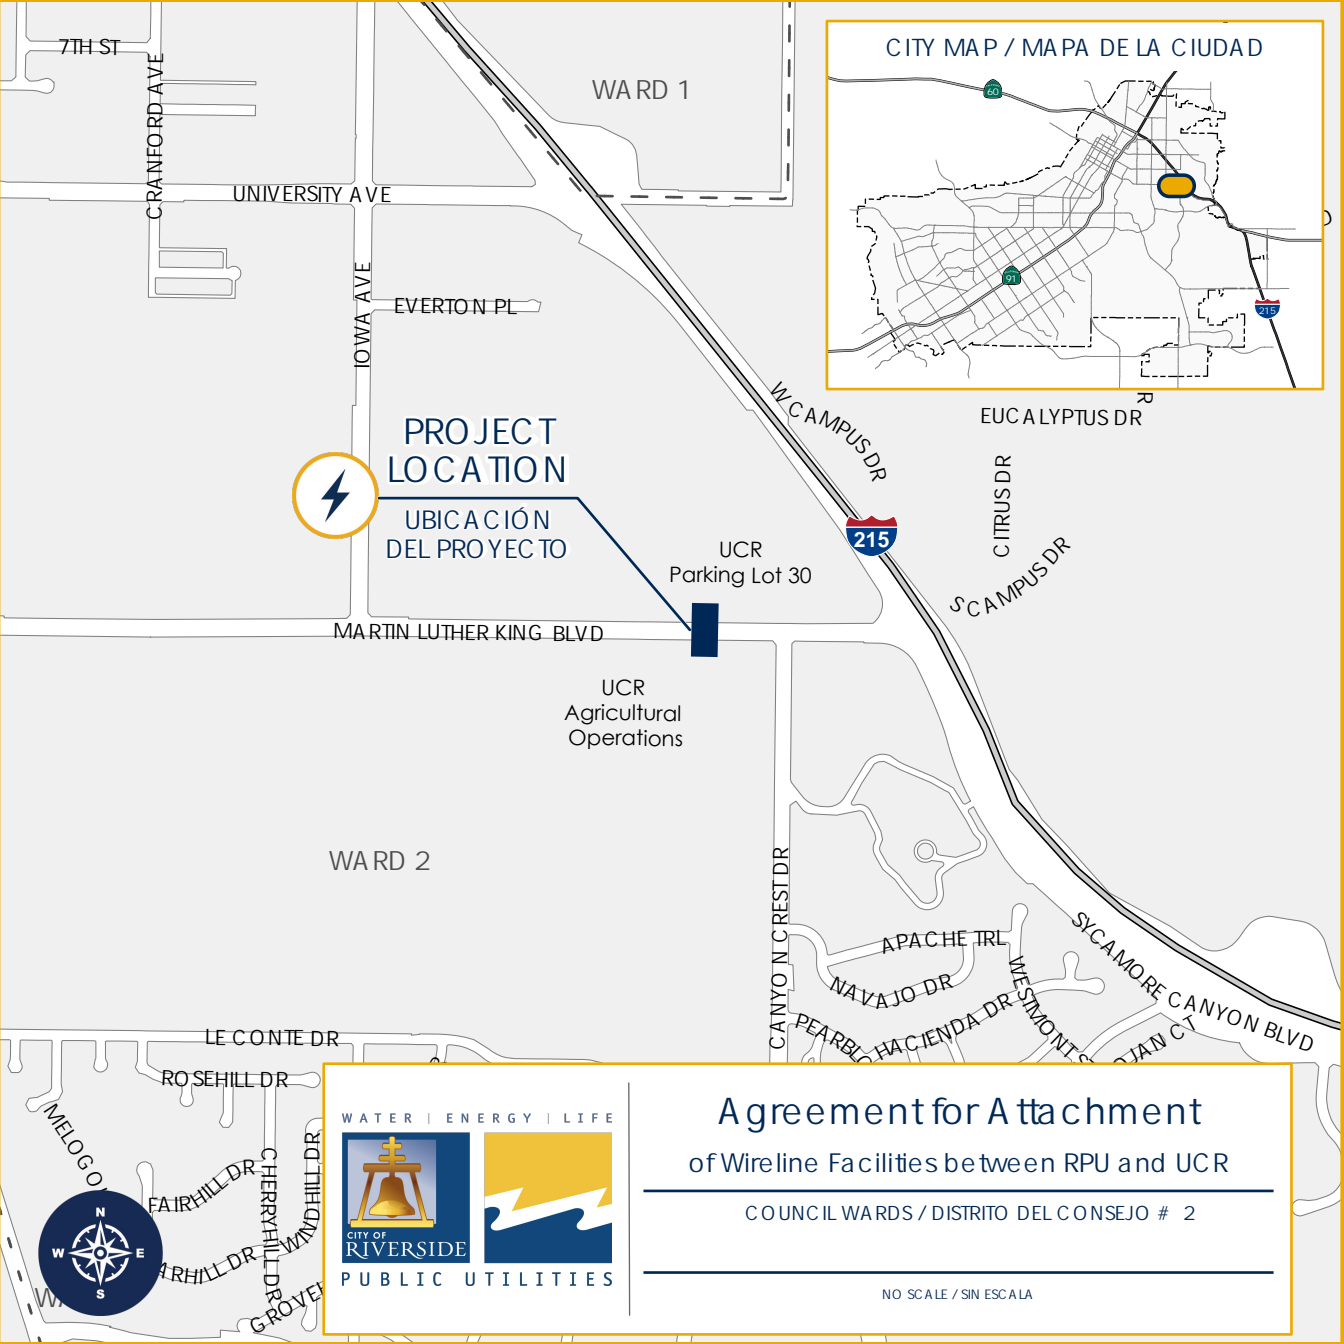 7TH ST
CRANFORD AVE
WARD 1
UNIVERSITY AVE
IOWA AVE
EVERTON PL
CITY MAP / MAPA DE LA CIUDAD
60
91
215
W CAMPUS DR
EUCALYPTUS DR
CITRUS DR
S CAMPUS DR
PROJECT
LOCATION
UBICACIÓN
DEL PROYECTO
215
UCR
Parking Lot 30
MARTIN LUTHER KING BLVD
UCR
Agricultural
Operations
WARD 2
CANYON CREST DR
APACHE TRL
NAVAJO DR
HACIENDA DR
SYCAMORE CANYON BLVD
LE CONTE DR
ROSEHILL DR
FAIRHILL DR
CHERRYHILL DR
WINDHILL DR
N
W E
S
WATER | ENERGY | LIFE
CITY OF
RIVERSIDE
PUBLIC UTILITIES
Agreement for Attachment
of Wireline Facilities between RPU and UCR
COUNCIL WARDS / DISTRITO DEL CONSEJO # 2
NO SCALE / SIN ESCALA